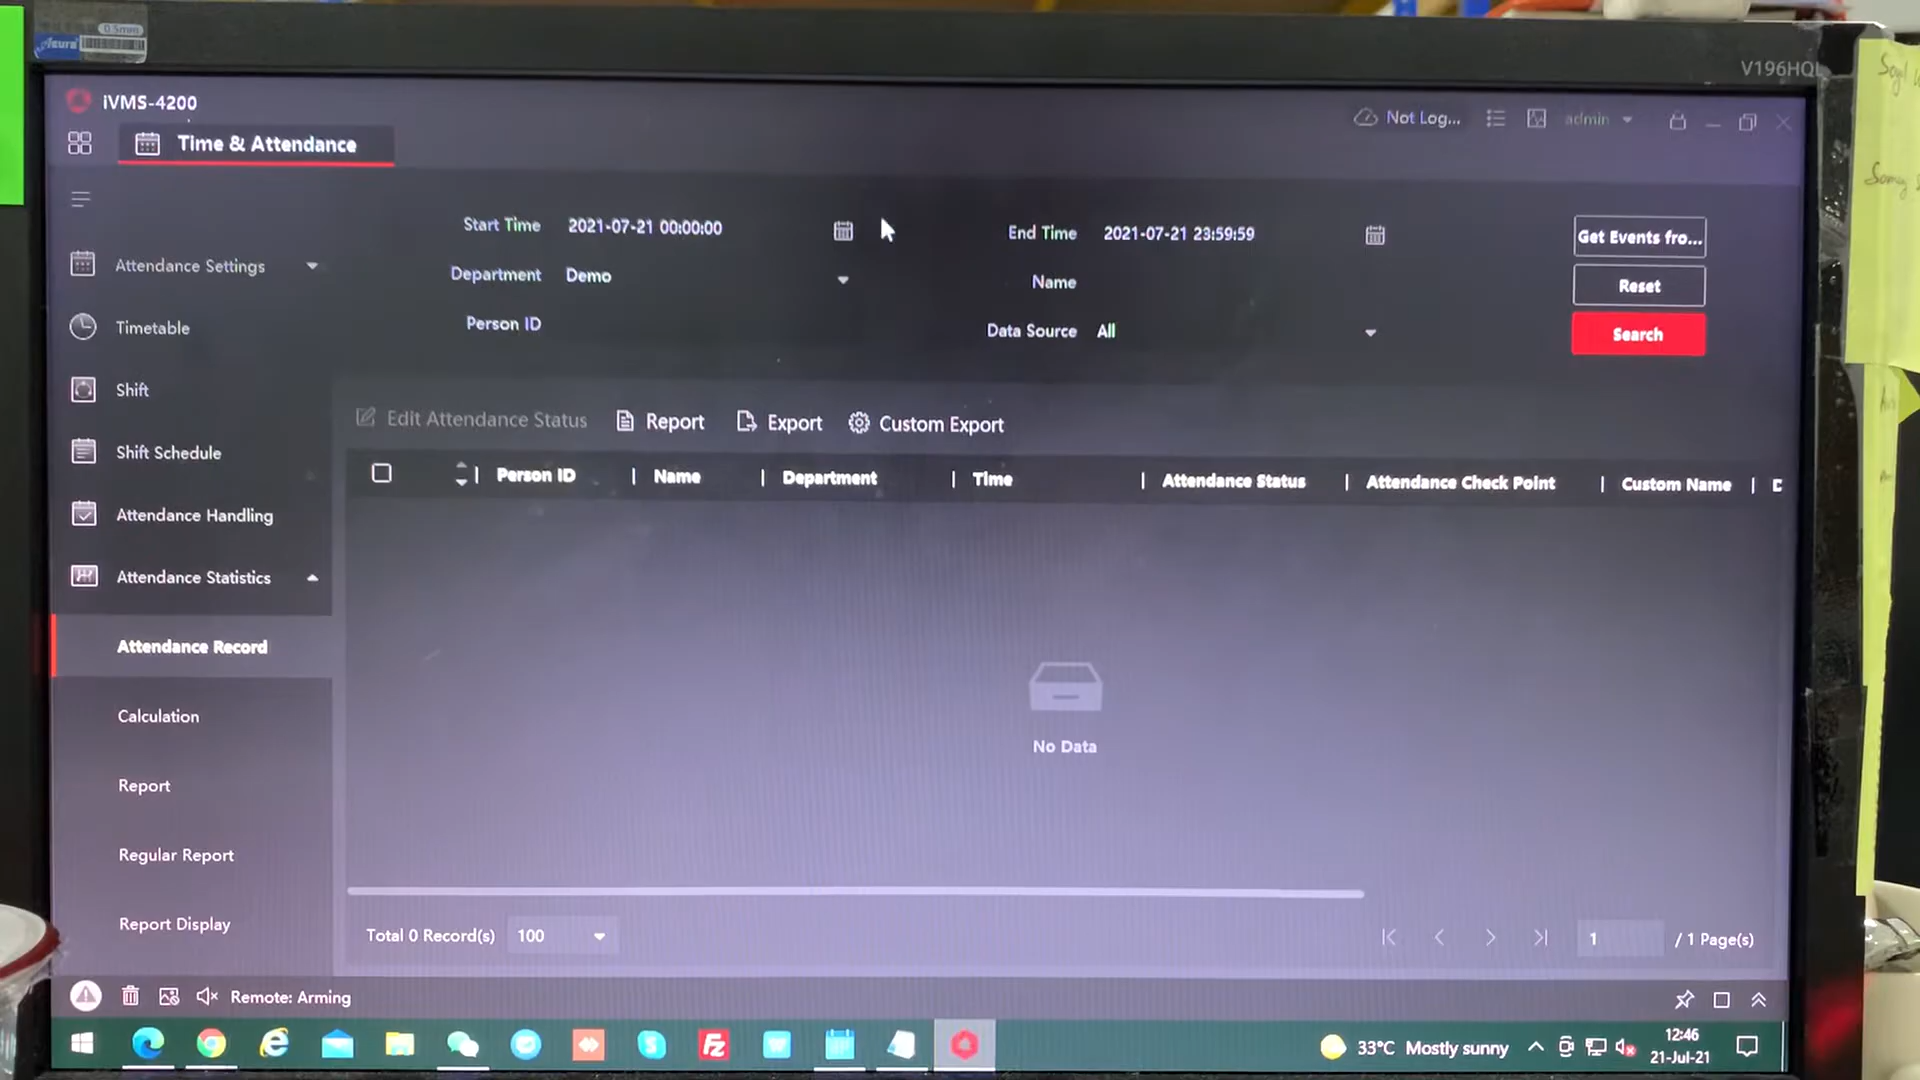 0.5mm
V196HQL
iVMS-4200
Not Log...
admin
Time & Attendance
Start Time 2021-07-21 00:00:00
End Time 2021-07-21 23:59:59
Get Events fro...
Attendance Settings
Department Demo
Name
Reset
Timetable
Person ID
Data Source All
Search
Shift
Edit Attendance Status Report Export Custom Export
Shift Schedule
Person ID Name Department Time Attendance Status Attendance Check Point Custom Name
Attendance Handling
Attendance Statistics
Attendance Record
Calculation
No Data
Report
Regular Report
Report Display
Total 0 Record(s) 100
1 / 1 Page(s)
Remote: Arming
33°C Mostly sunny
12:46
21-Jul-21